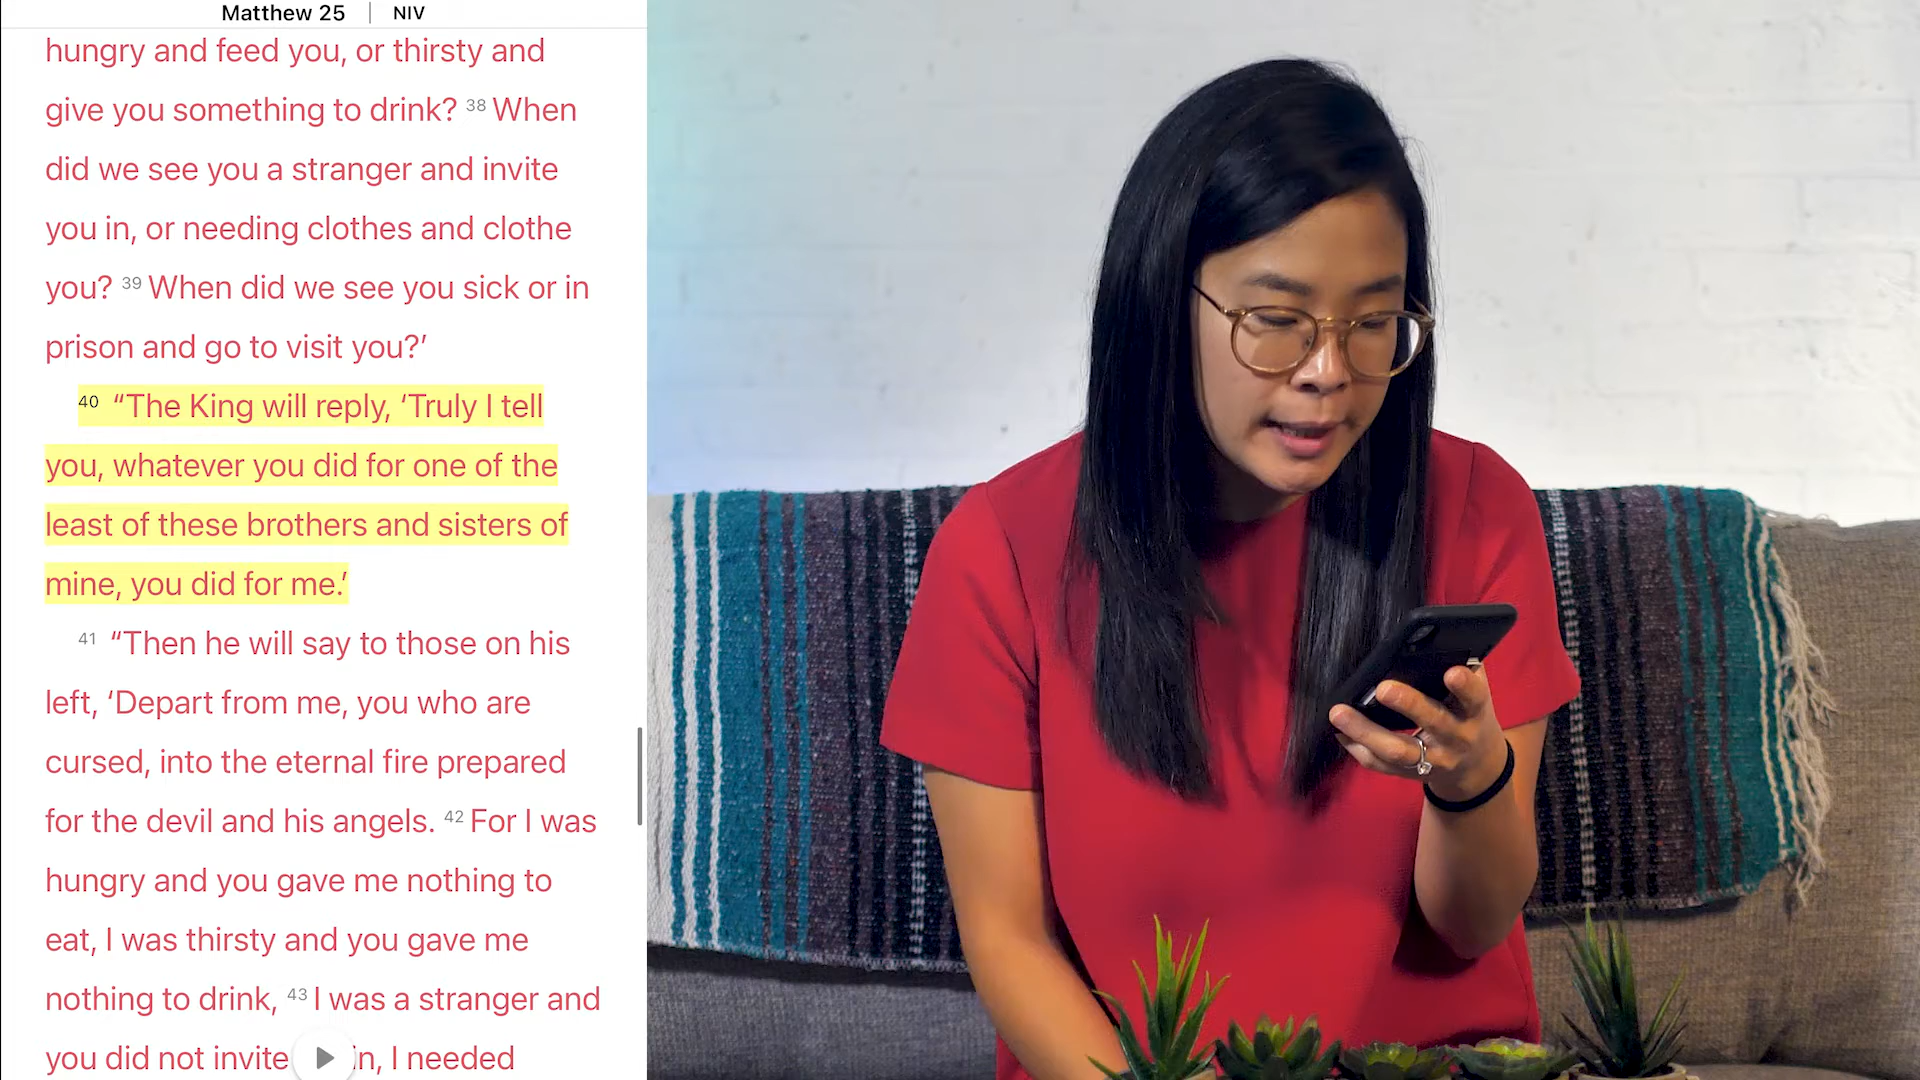 Matthew 25 | NIV
hungry and feed you, or thirsty and
give you something to drink? 38 When
did we see you a stranger and invite
you in, or needing clothes and clothe
you? 39 When did we see you sick or in
prison and go to visit you?’
40 “The King will reply, ‘Truly I tell
you, whatever you did for one of the
least of these brothers and sisters of
mine, you did for me.’
41 “Then he will say to those on his
left, ‘Depart from me, you who are
cursed, into the eternal fire prepared
for the devil and his angels. 42 For I was
hungry and you gave me nothing to
eat, I was thirsty and you gave me
nothing to drink, 43 I was a stranger and
you did not invite in, I needed